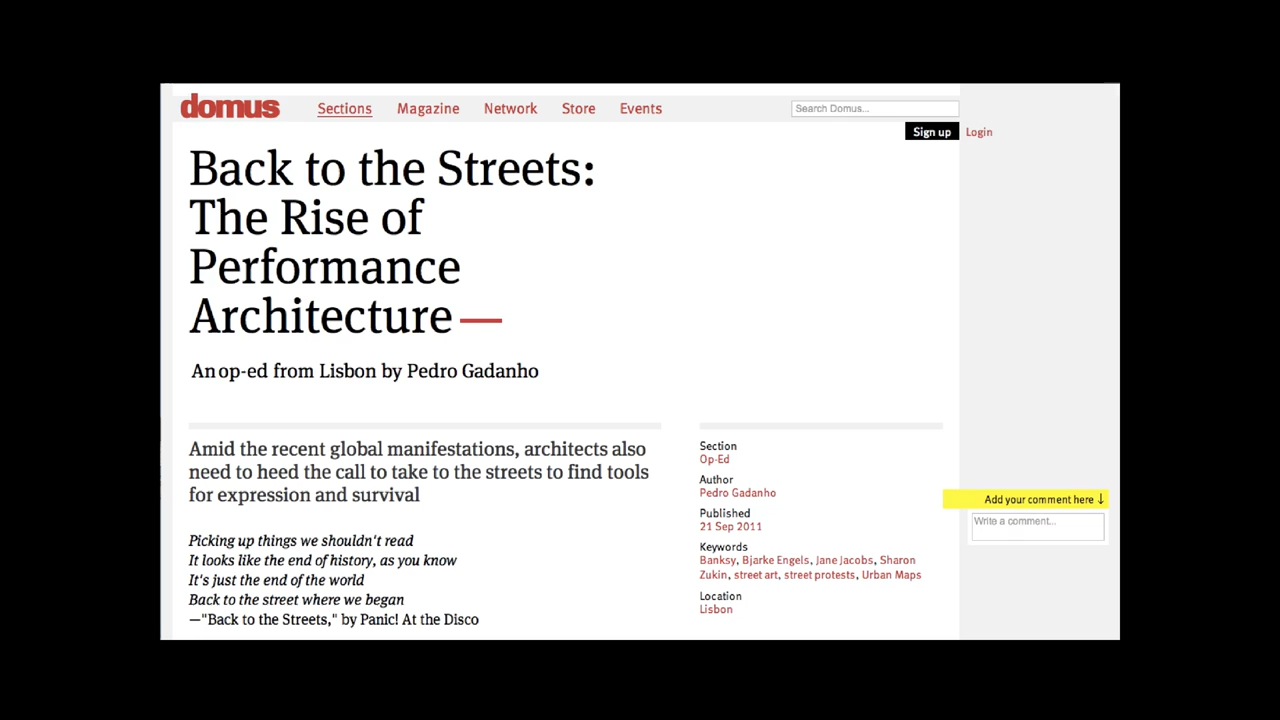 domus
Sections Magazine Network Store Events
Search Domus...
Sign up Login
Back to the Streets:
The Rise of
Performance
Architecture —
An op-ed from Lisbon by Pedro Gadanho
Amid the recent global manifestations, architects also
need to heed the call to take to the streets to find tools
for expression and survival
Picking up things we shouldn't read
It looks like the end of history, as you know
It's just the end of the world
Back to the street where we began
—"Back to the Streets," by Panic! At the Disco
Section
Op-Ed
Author
Pedro Gadanho
Published
21 Sep 2011
Keywords
Banksy, Bjarke Engels, Jane Jacobs, Sharon
Zukin, street art, street protests, Urban Maps
Location
Lisbon
Add your comment here ↓
Write a comment...